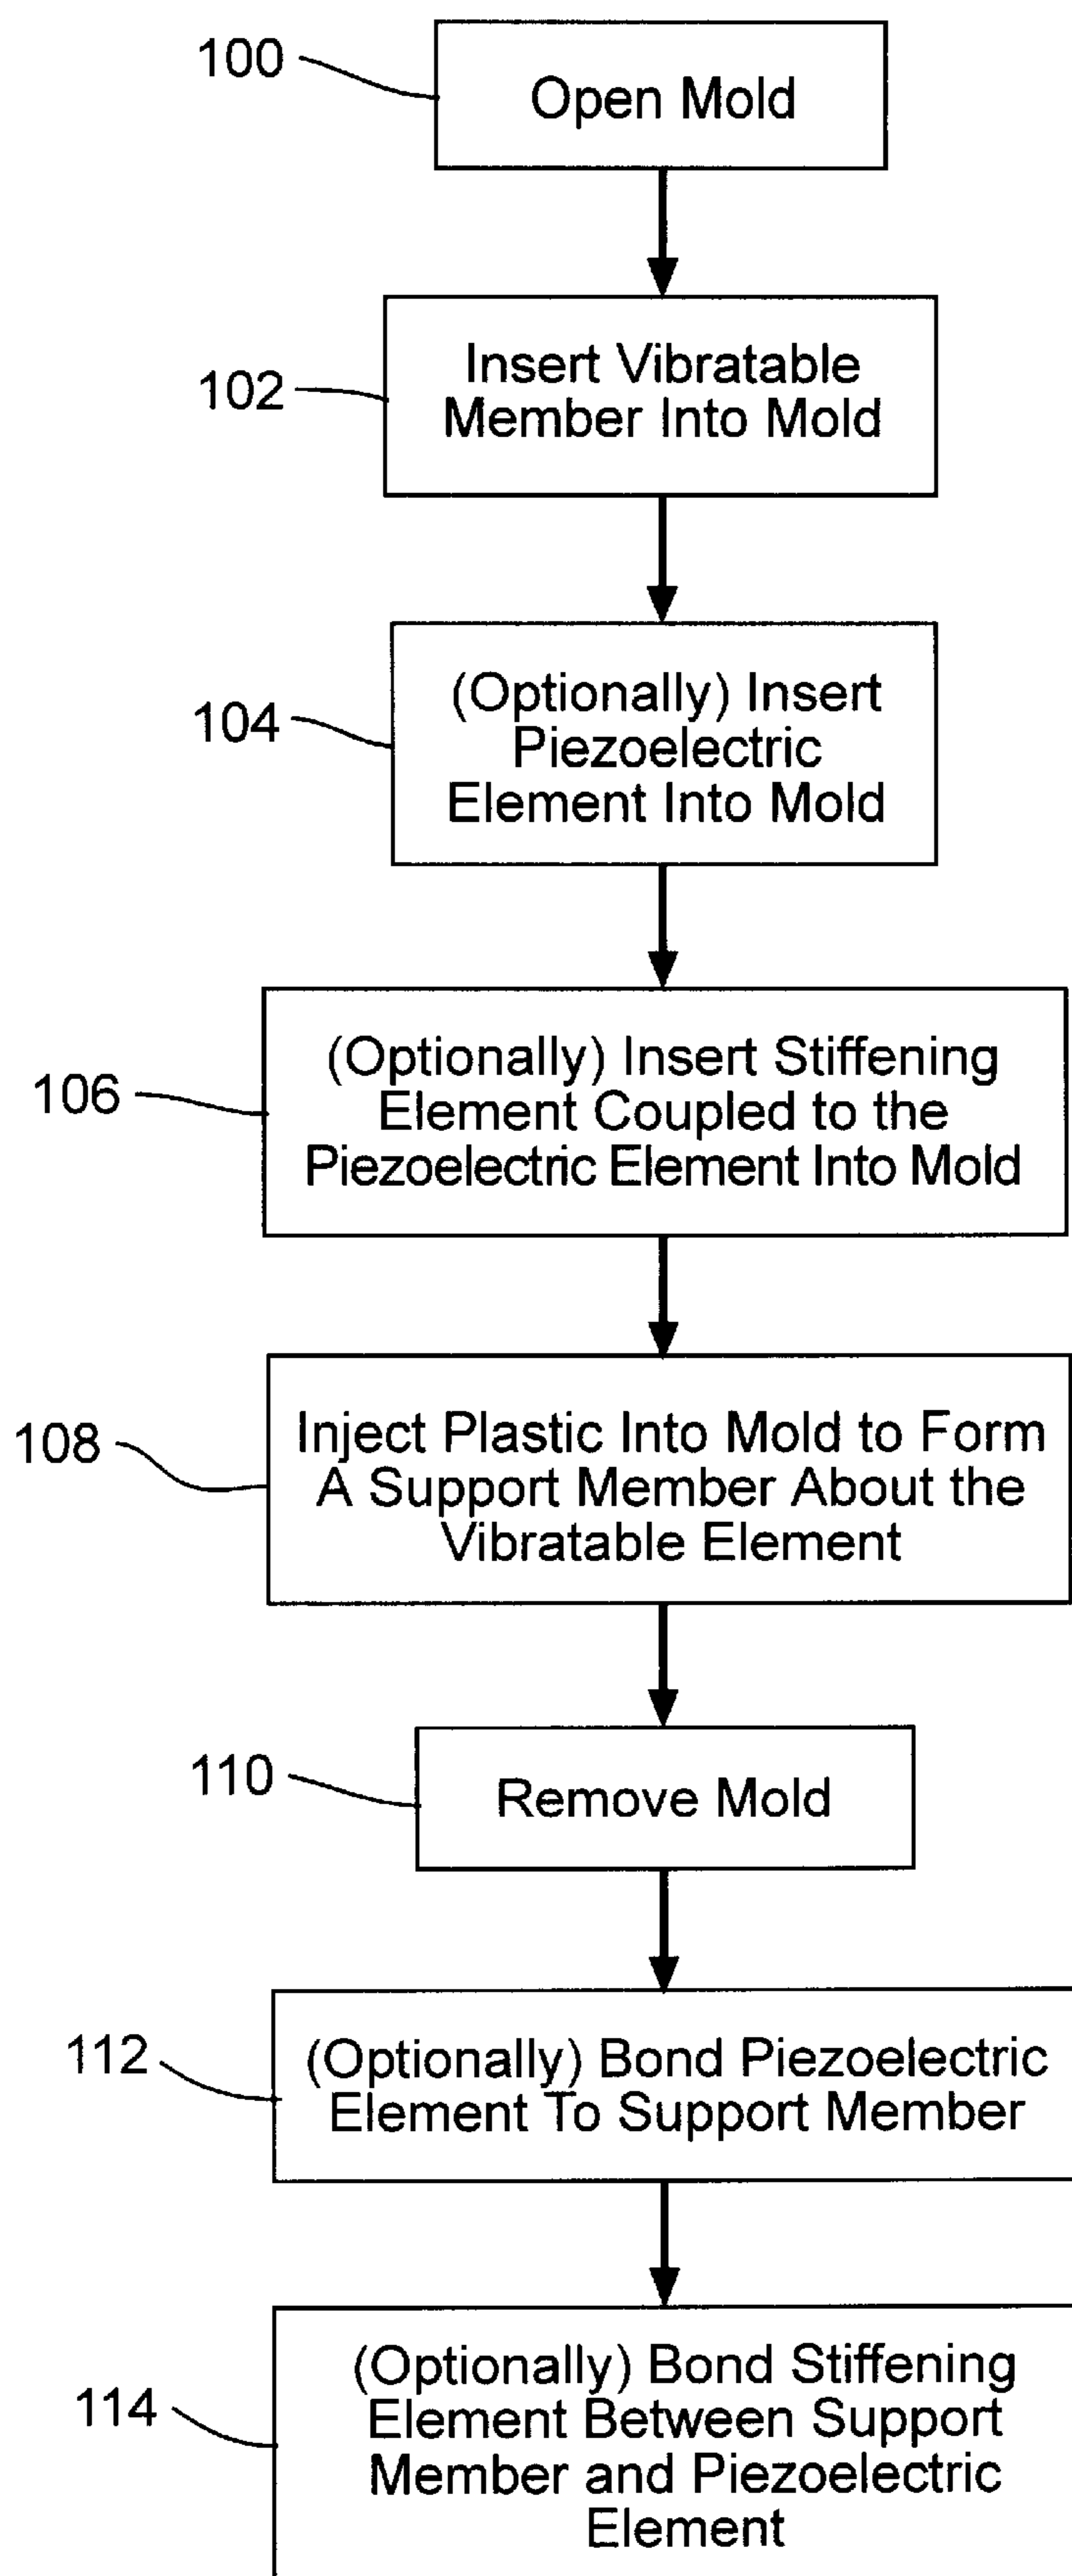 100
Open Mold
102
Insert Vibratable
Member Into Mold
104
(Optionally) Insert
Piezoelectric
Element Into Mold
106
(Optionally) Insert Stiffening
Element Coupled to the
Piezoelectric Element Into Mold
108
Inject Plastic Into Mold to Form
A Support Member About the
Vibratable Element
110
Remove Mold
112
(Optionally) Bond Piezoelectric
Element To Support Member
114
(Optionally) Bond Stiffening
Element Between Support
Member and Piezoelectric
Element